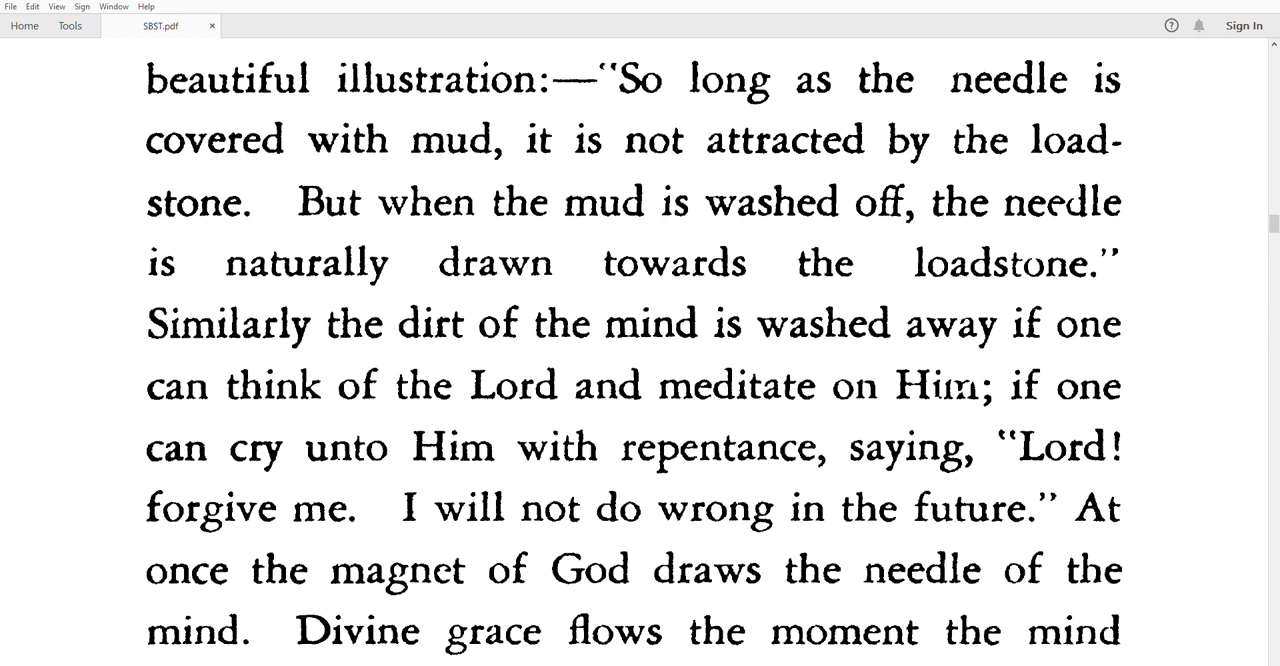 File Edit View Sign Window Help
Home Tools SBST.pdf × ? Sign In
beautiful illustration:—"So long as the needle is
covered with mud, it is not attracted by the load-
stone. But when the mud is washed off, the needle
is naturally drawn towards the loadstone."
Similarly the dirt of the mind is washed away if one
can think of the Lord and meditate on Him; if one
can cry unto Him with repentance, saying, "Lord!
forgive me. I will not do wrong in the future." At
once the magnet of God draws the needle of the
mind. Divine grace flows the moment the mind